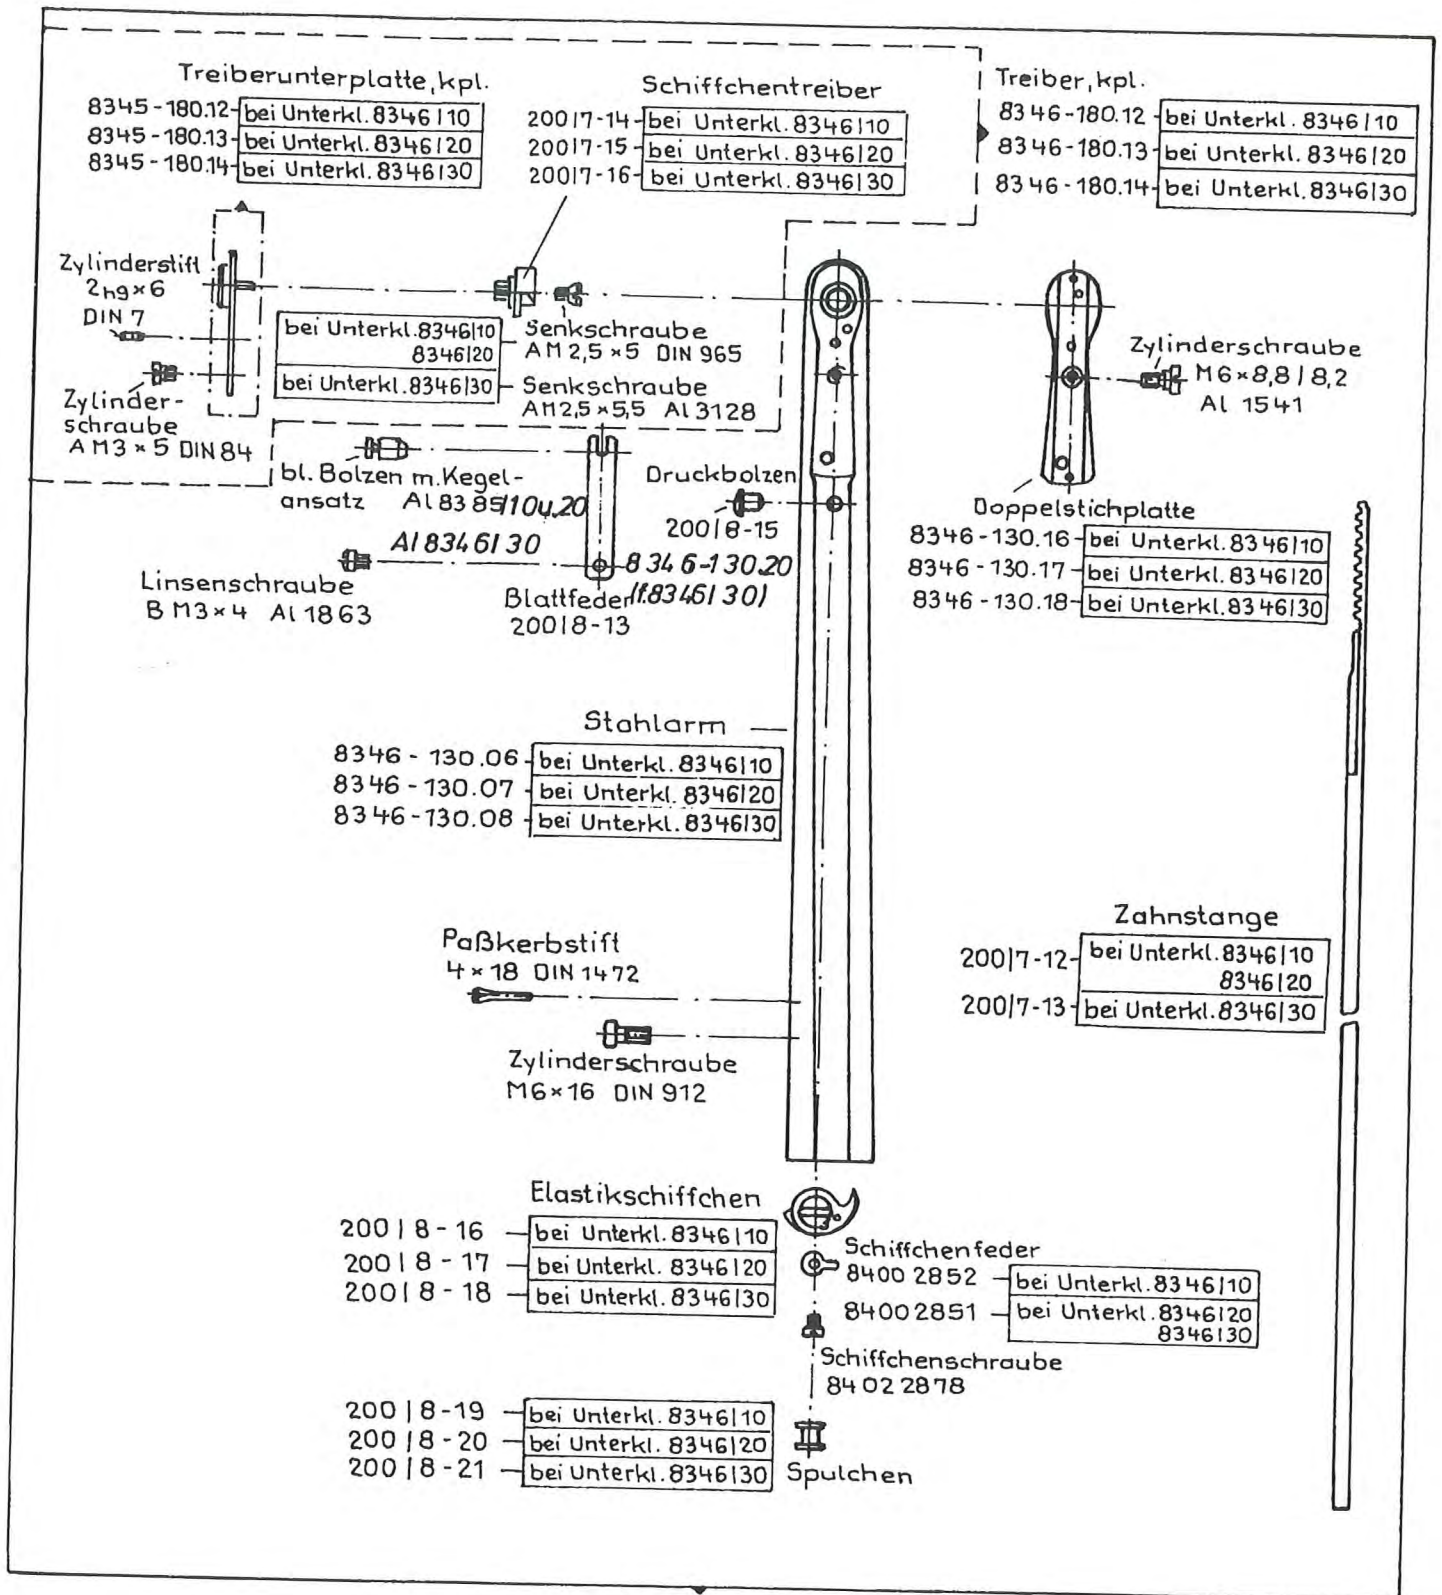 Treiberunterplatte, kpl.
8345-180.12 bei Unterkl. 8346|10
8345-180.13 bei Unterkl. 8346|20
8345-180.14 bei Unterkl. 8346|30
Schiffchentreiber
200|7-14 bei Unterkl. 8346|10
200|7-15 bei Unterkl. 8346|20
200|7-16 bei Unterkl. 8346|30
Treiber, kpl.
8346-180.12 bei Unterkl. 8346|10
8346-180.13 bei Unterkl. 8346|20
8346-180.14 bei Unterkl. 8346|30
Zylinderstift
2h9×6
DIN 7
Zylinder-
schraube
AM3×5 DIN 84
bei Unterkl. 8346|10
8346|20
Senkschraube
AM 2,5×5 DIN 965
bei Unterkl. 8346|30
Senkschraube
AM2,5×5,5 Al 3128
Zylinderschraube
M6×8,8 | 8,2
Al 1541
bl. Bolzen m. Kegel-
ansatz Al 8385|10u.20
Al 8346|30
Druckbolzen
200|8-15
Linsenschraube
B M3×4 Al 1863
8346-130.20
(f.8346|30)
Blattfeder
200|8-13
Doppelstichplatte
8346-130.16 bei Unterkl. 8346|10
8346-130.17 bei Unterkl. 8346|20
8346-130.18 bei Unterkl. 8346|30
Stahlarm
8346-130.06 bei Unterkl. 8346|10
8346-130.07 bei Unterkl. 8346|20
8346-130.08 bei Unterkl. 8346|30
Paßkerbstift
4×18 DIN 1472
Zylinderschraube
M6×16 DIN 912
Zahnstange
200|7-12 bei Unterkl. 8346|10
8346|20
200|7-13 bei Unterkl. 8346|30
Elastikschiffchen
200|8-16 bei Unterkl. 8346|10
200|8-17 bei Unterkl. 8346|20
200|8-18 bei Unterkl. 8346|30
Schiffchenfeder
8400 2852 bei Unterkl. 8346|10
8400 2851 bei Unterkl. 8346|20
8346|30
Schiffchenschraube
8402 2878
200|8-19 bei Unterkl. 8346|10
200|8-20 bei Unterkl. 8346|20
200|8-21 bei Unterkl. 8346|30
Spulchen